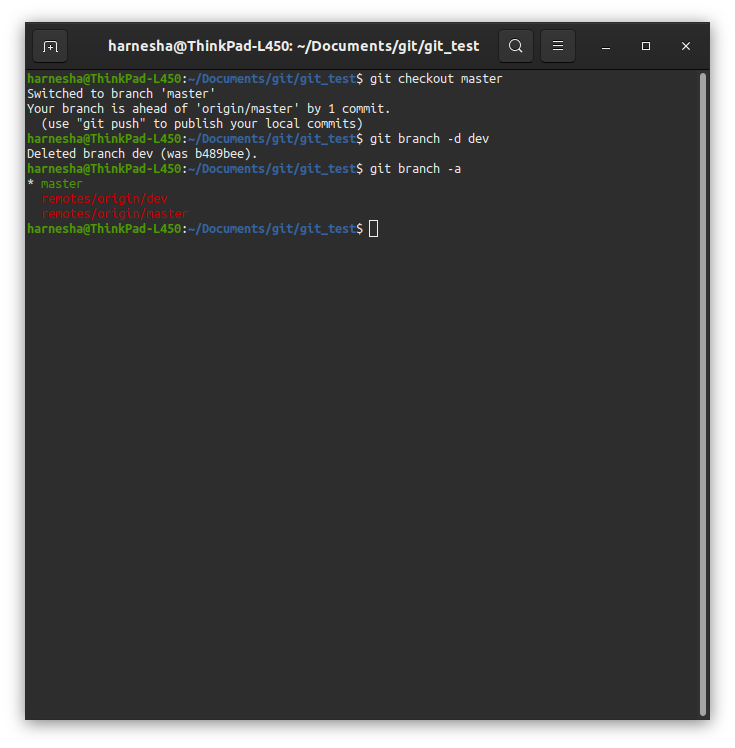 harnesha@ThinkPad-L450: ~/Documents/git/git_test
harnesha@ThinkPad-L450:~/Documents/git/git_test$ git checkout master
Switched to branch 'master'
Your branch is ahead of 'origin/master' by 1 commit.
  (use "git push" to publish your local commits)
harnesha@ThinkPad-L450:~/Documents/git/git_test$ git branch -d dev
Deleted branch dev (was b489bee).
harnesha@ThinkPad-L450:~/Documents/git/git_test$ git branch -a
* master
  remotes/origin/dev
  remotes/origin/master
harnesha@ThinkPad-L450:~/Documents/git/git_test$